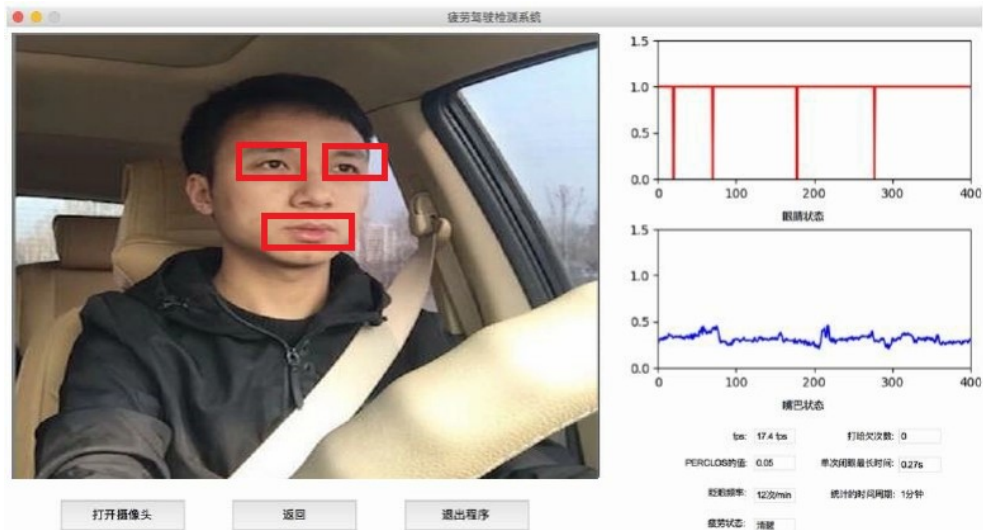 疲劳驾驶检测系统
1.5
1.0
0.5
0.0
0 100 200 300 400
眼睛状态
1.5
1.0
0.5
0.0
0 100 200 300 400
嘴巴状态
fps: 17.4 fps 打哈欠次数: 0
PERCLOS的值: 0.05 单次闭眼最长时间: 0.27s
眨眼频率: 12次/min 统计的时间周期: 1分钟
疲劳状态: 清醒
打开摄像头 返回 退出程序